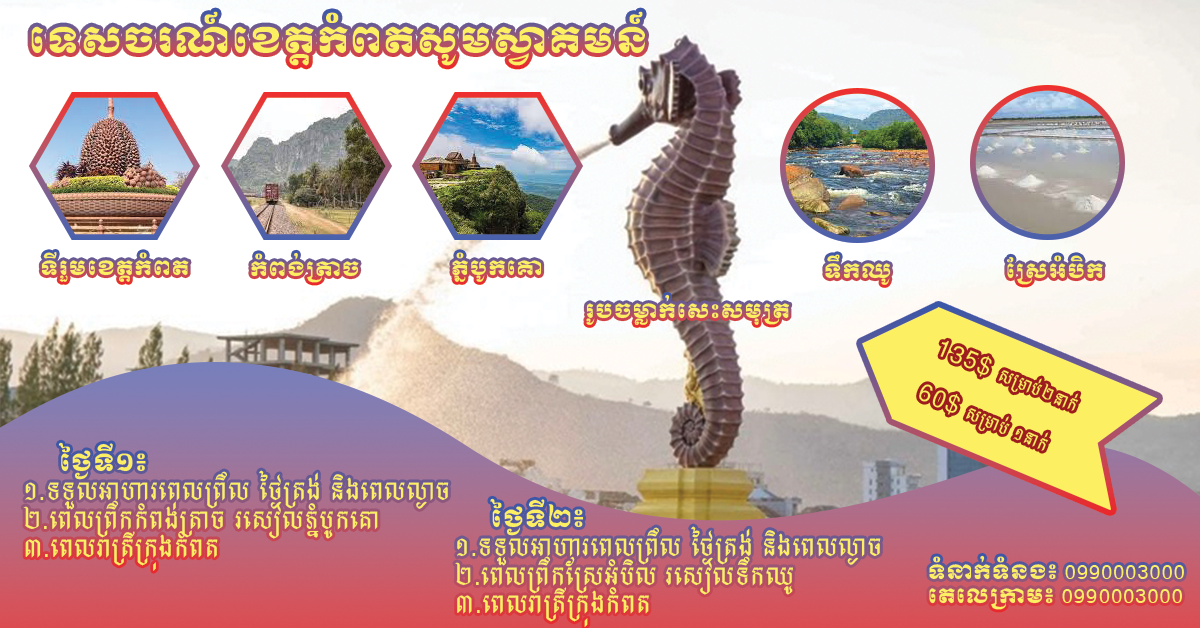 ទេសចរណ៍ខេត្តកំពតសូមស្វាគមន៍
ទីរួមខេត្តកំពត
កំពង់ត្រាច
ភ្នំបូកគោ
ទឹកឈូ
ស្រែអំបិក
រូបចម្លាក់សេះសមុត្រ
135$ សម្រាប់២នាក់
60$ សម្រាប់ ១នាក់
ថ្ងៃទី១៖
១.ទទួលអាហារពេលព្រឹល ថ្ងៃត្រង់ និងពេលល្ងាច
២.ពេលព្រឹកកំពង់ត្រាច រសៀលភ្នំបូកគោ
៣.ពេលរាត្រីក្រុងកំពត
ថ្ងៃទី២៖
១.ទទួលអាហារពេលព្រឹល ថ្ងៃត្រង់ និងពេលល្ងាច
២.ពេលព្រឹកស្រែអំបិល រសៀលទឹកឈូ
៣.ពេលរាត្រីក្រុងកំពត
ទំនាក់ទំនង៖ 0990003000
តេលេក្រាម៖ 0990003000